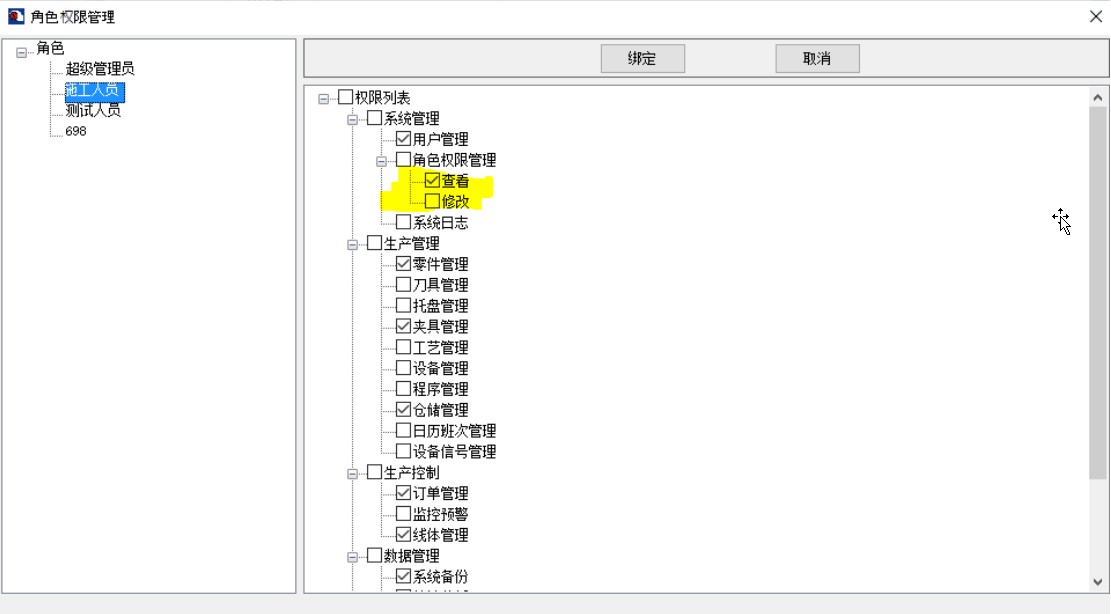 角色权限管理
角色
超级管理员
施工人员
测试人员
698
绑定
取消
权限列表
系统管理
用户管理
角色权限管理
查看
修改
系统日志
生产管理
零件管理
刀具管理
托盘管理
夹具管理
工艺管理
设备管理
程序管理
仓储管理
日历班次管理
设备信号管理
生产控制
订单管理
监控预警
线体管理
数据管理
系统备份